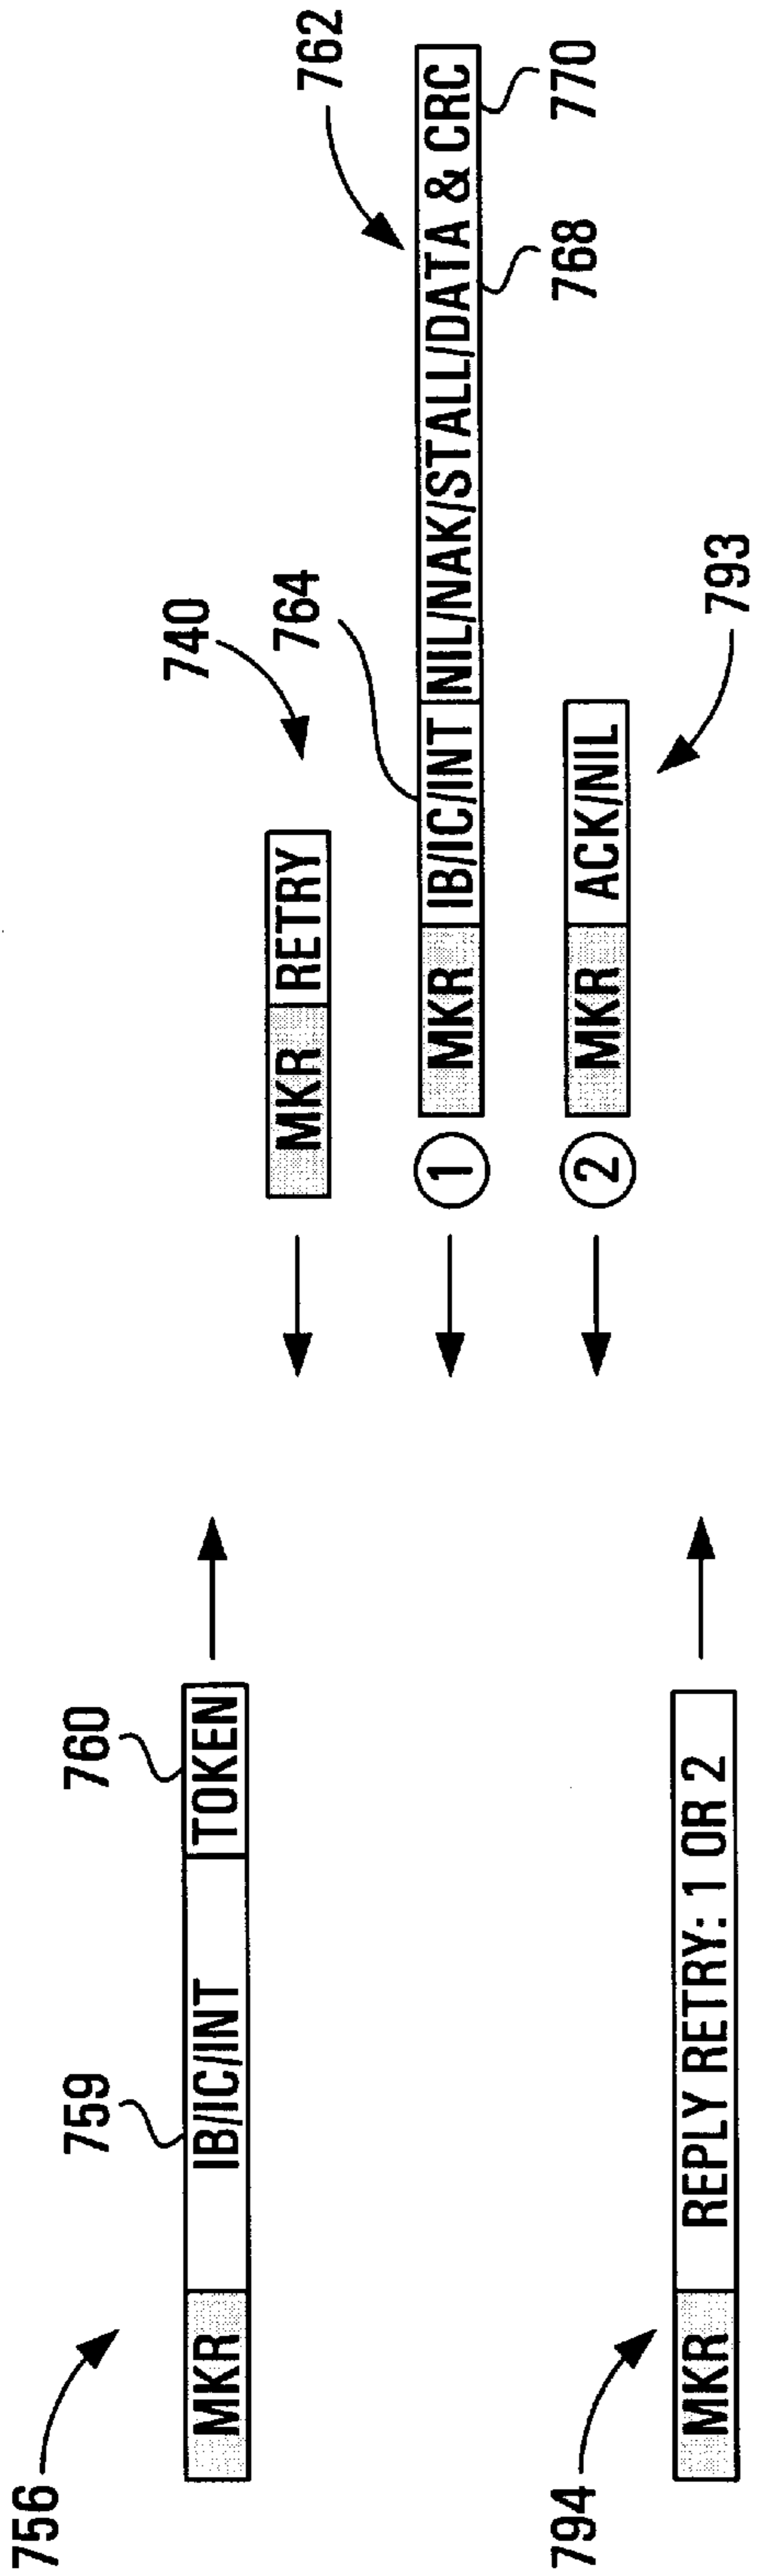 756
759
760
MKR IB/IC/INT TOKEN
740
MKR RETRY
764
762
1 MKR IB/IC/INT NIL/NAK/STALL/DATA & CRC
768
770
2 MKR ACK/NIL
793
794
MKR REPLY RETRY: 1 OR 2